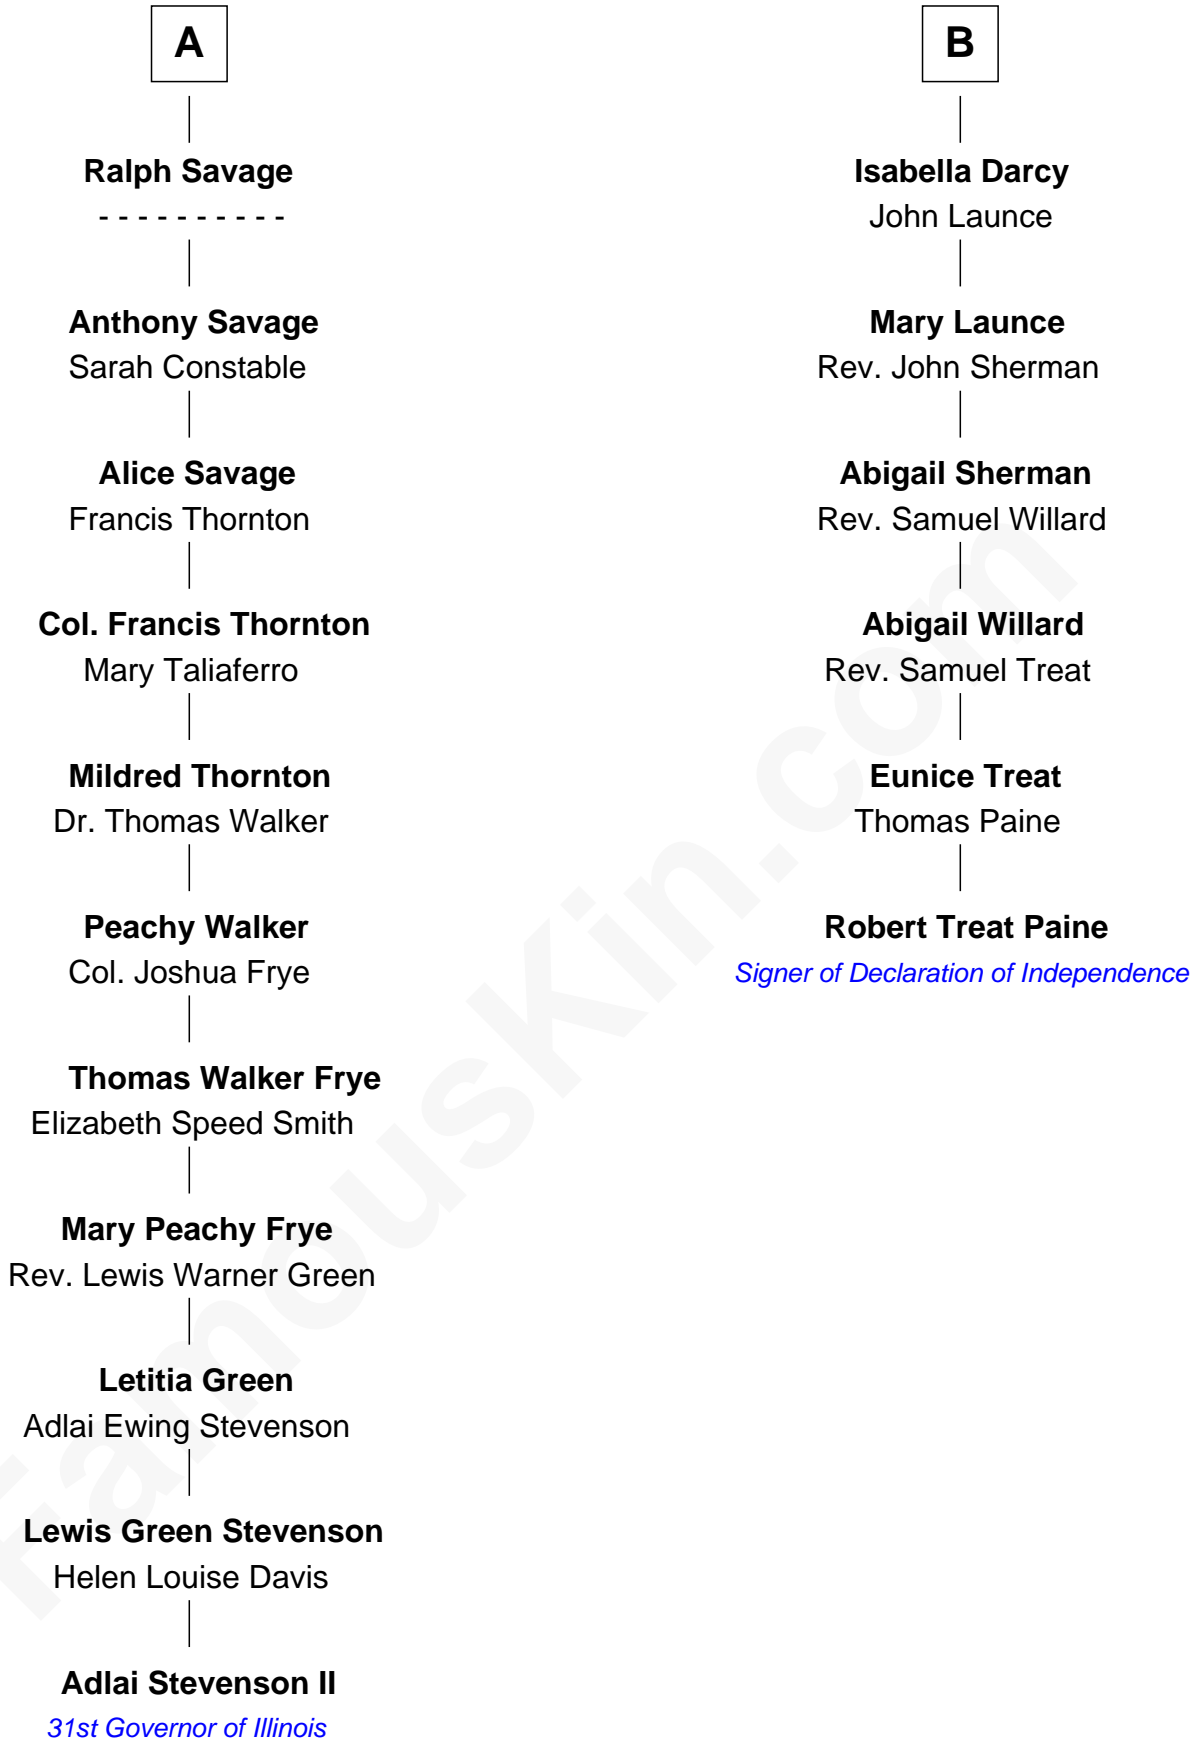 A
Ralph Savage
- - - - - - - - - -
Anthony Savage
Sarah Constable
Alice Savage
Francis Thornton
Col. Francis Thornton
Mary Taliaferro
Mildred Thornton
Dr. Thomas Walker
Peachy Walker
Col. Joshua Frye
Thomas Walker Frye
Elizabeth Speed Smith
Mary Peachy Frye
Rev. Lewis Warner Green
Letitia Green
Adlai Ewing Stevenson
Lewis Green Stevenson
Helen Louise Davis
Adlai Stevenson II
31st Governor of Illinois
B
Isabella Darcy
John Launce
Mary Launce
Rev. John Sherman
Abigail Sherman
Rev. Samuel Willard
Abigail Willard
Rev. Samuel Treat
Eunice Treat
Thomas Paine
Robert Treat Paine
Signer of Declaration of Independence
FamousKin.com